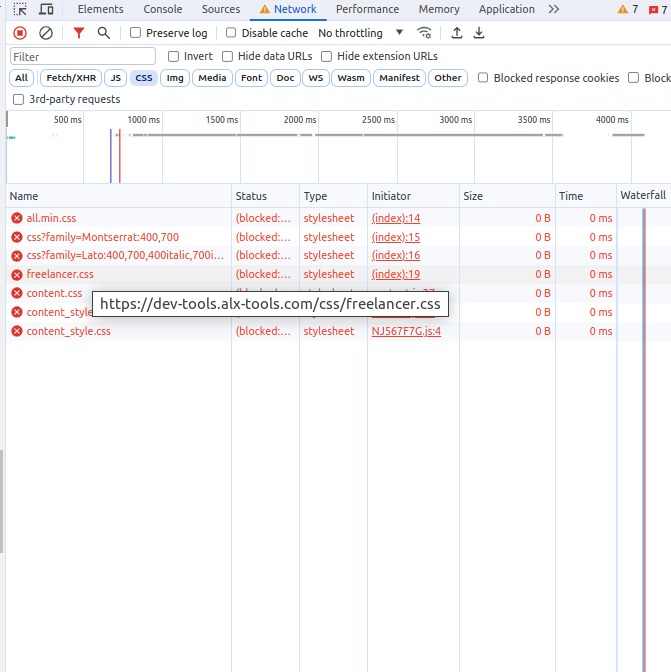 Elements Console Sources Network Performance Memory Application 7 7
Preserve log Disable cache No throttling
Filter Invert Hide data URLs Hide extension URLs
All Fetch/XHR JS CSS Img Media Font Doc WS Wasm Manifest Other Blocked response cookies Bloc
3rd-party requests
500 ms 1000 ms 1500 ms 2000 ms 2500 ms 3000 ms 3500 ms 4000 ms
Name Status Type Initiator Size Time Waterfall
all.min.css (blocked:... stylesheet (index):14 0 B 0 ms
css?family=Montserrat:400,700 (blocked:... stylesheet (index):15 0 B 0 ms
css?family=Lato:400,700,400italic,700i... (blocked:... stylesheet (index):16 0 B 0 ms
freelancer.css (blocked:... stylesheet (index):19 0 B 0 ms
content.css 0 B 0 ms
https://dev-tools.alx-tools.com/css/freelancer.css
content_style 0 B 0 ms
content_style.css (blocked:... stylesheet NJ567F7G.js:4 0 B 0 ms